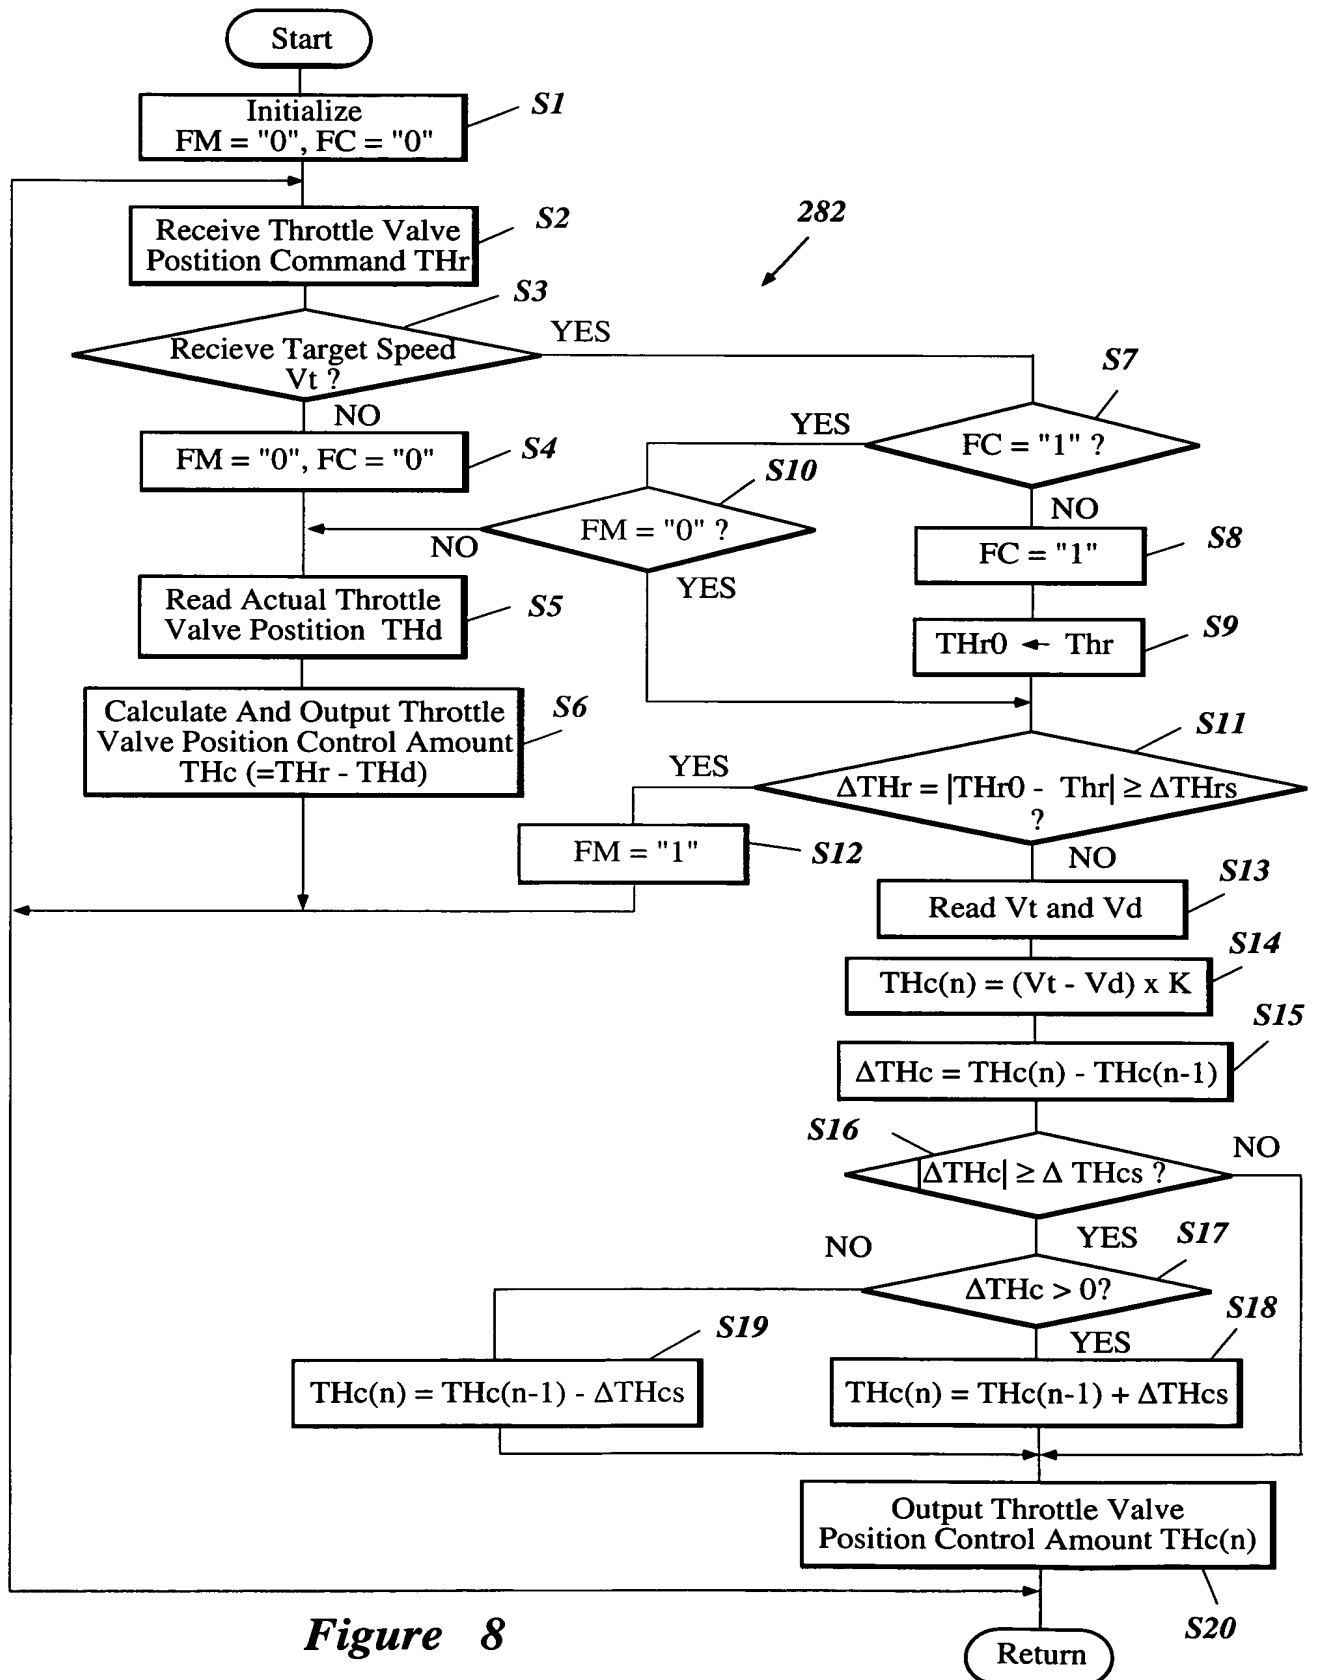 Start
Initialize
FM = "0", FC = "0"
S1
Receive Throttle Valve
Postition Command THr
S2
282
Recieve Target Speed
Vt ?
S3
YES
NO
FM = "0", FC = "0"
S4
FC = "1" ?
S7
YES
NO
FM = "0" ?
S10
NO
YES
FC = "1"
S8
Read Actual Throttle
Valve Postition THd
S5
THr0 ← Thr
S9
Calculate And Output Throttle
Valve Position Control Amount
THc (=THr - THd)
S6
ΔTHr = |THr0 - Thr| ≥ ΔTHrs
?
S11
YES
NO
FM = "1"
S12
Read Vt and Vd
S13
THc(n) = (Vt - Vd) x K
S14
ΔTHc = THc(n) - THc(n-1)
S15
|ΔTHc| ≥ Δ THcs ?
S16
NO
YES
ΔTHc > 0?
S17
NO
YES
THc(n) = THc(n-1) - ΔTHcs
S19
THc(n) = THc(n-1) + ΔTHcs
S18
Output Throttle Valve
Position Control Amount THc(n)
S20
Return
Figure 8